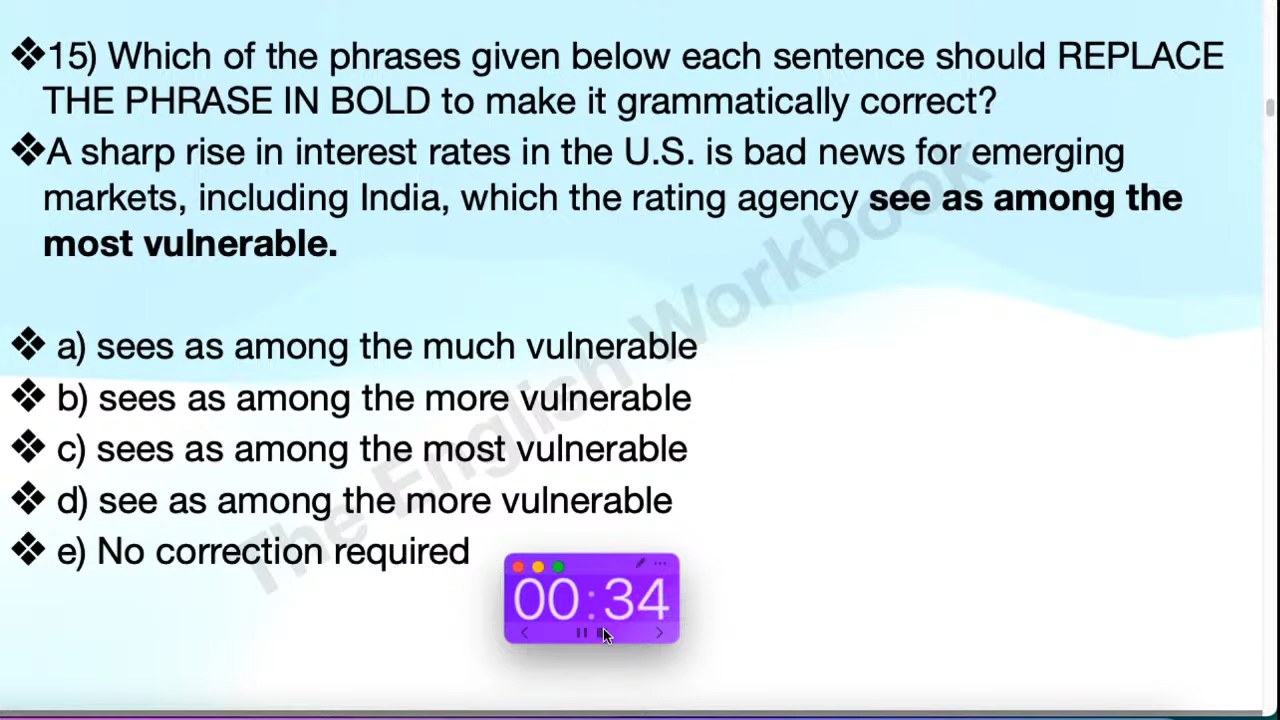 ❖15) Which of the phrases given below each sentence should REPLACE
THE PHRASE IN BOLD to make it grammatically correct?
❖A sharp rise in interest rates in the U.S. is bad news for emerging
markets, including India, which the rating agency see as among the
most vulnerable.
❖ a) sees as among the much vulnerable
❖ b) sees as among the more vulnerable
❖ c) sees as among the most vulnerable
❖ d) see as among the more vulnerable
❖ e) No correction required
The English Workbook
00:34